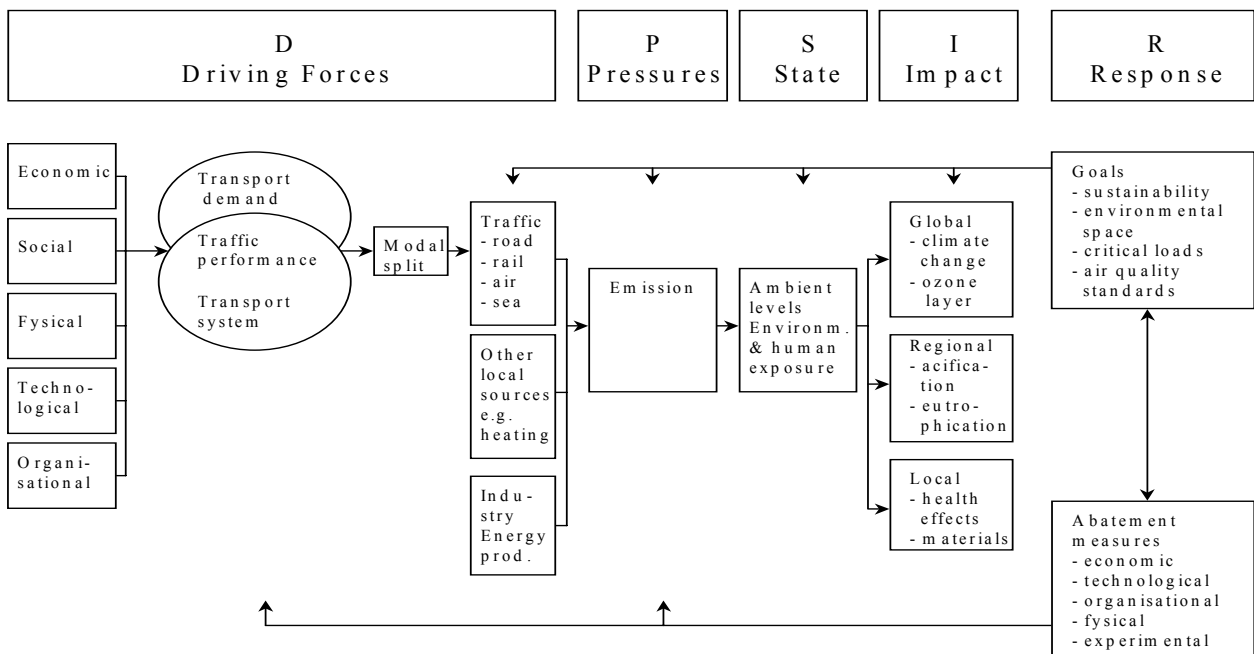 D
Driving Forces
P
Pressures
S
State
I
Impact
R
Response
Economic
Social
Fysical
Techno-
logical
Organi-
sational
Transport
demand
Traffic
performance
Transport
system
Modal
split
Traffic
- road
- rail
- air
- sea
Other
local
sources
e.g.
heating
Indu-
stry
Energy
prod.
Emission
Ambient
levels
Environm.
& human
exposure
Global
- climate
change
- ozone
layer
Regional
- acifica-
tion
- eutro-
phication
Local
- health
effects
- materials
Goals
- sustainability
- environmental
space
- critical loads
- air quality
standards
Abatement
measures
- economic
- technological
- organisational
- fysical
- experimental